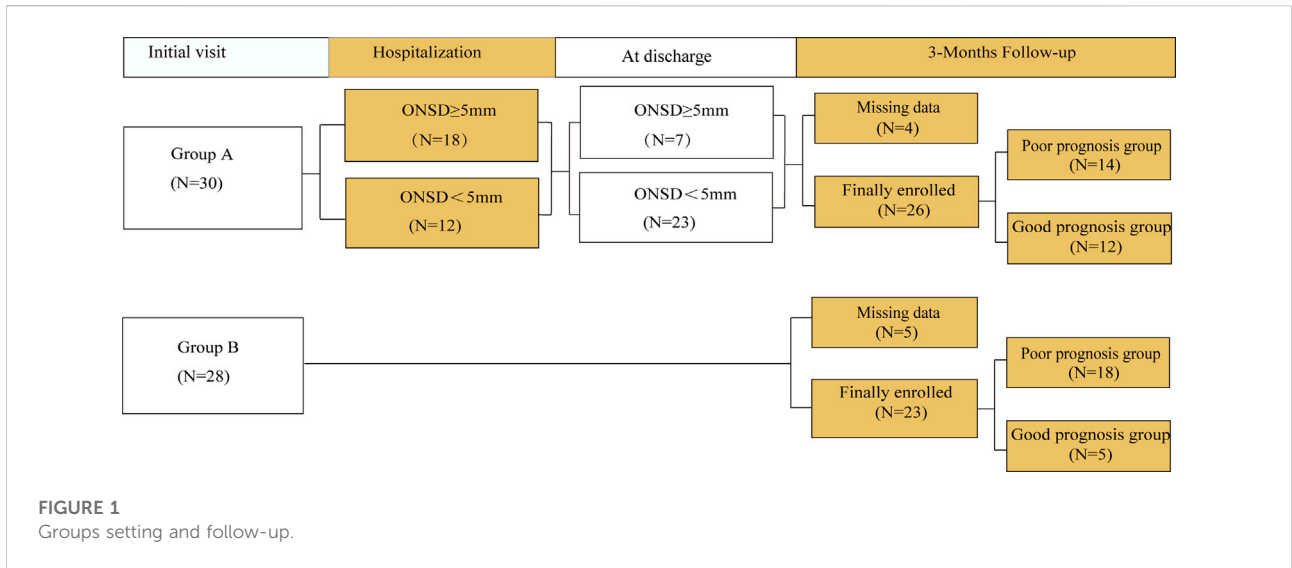 Initial visit
Hospitalization
At discharge
3-Months Follow-up
Group A
(N=30)
ONSD≥5mm
(N=18)
ONSD＜5mm
(N=12)
ONSD≥5mm
(N=7)
ONSD＜5mm
(N=23)
Missing data
(N=4)
Finally enrolled
(N=26)
Poor prognosis group
(N=14)
Good prognosis group
(N=12)
Group B
(N=28)
Missing data
(N=5)
Finally enrolled
(N=23)
Poor prognosis group
(N=18)
Good prognosis group
(N=5)
FIGURE 1
Groups setting and follow-up.